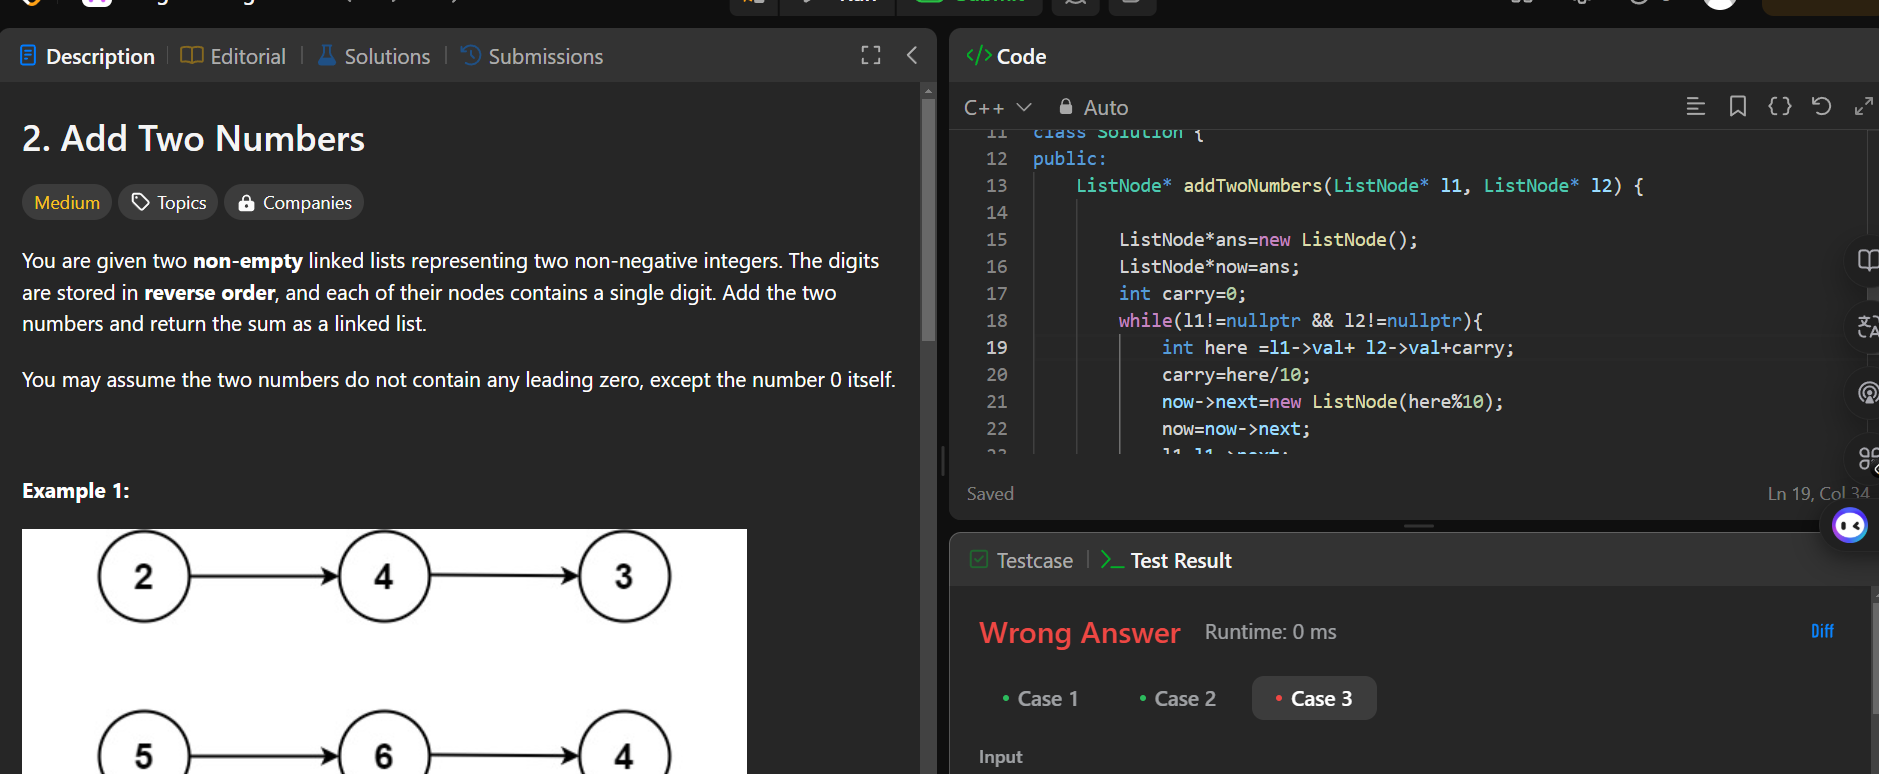 Description
Editorial
Solutions
Submissions
2. Add Two Numbers
Medium
Topics
Companies
You are given two non-empty linked lists representing two non-negative integers. The digits
are stored in reverse order, and each of their nodes contains a single digit. Add the two
numbers and return the sum as a linked list.
You may assume the two numbers do not contain any leading zero, except the number 0 itself.
Example 1:
2 4 3
5 6 4
Code
C++ Auto
11 class Solution {
12 public:
13 ListNode* addTwoNumbers(ListNode* l1, ListNode* l2) {
14
15 ListNode*ans=new ListNode();
16 ListNode*now=ans;
17 int carry=0;
18 while(l1!=nullptr && l2!=nullptr){
19 int here =l1->val+ l2->val+carry;
20 carry=here/10;
21 now->next=new ListNode(here%10);
22 now=now->next;
Saved
Ln 19, Col 34
Testcase
Test Result
Wrong Answer
Runtime: 0 ms
Diff
Case 1
Case 2
Case 3
Input